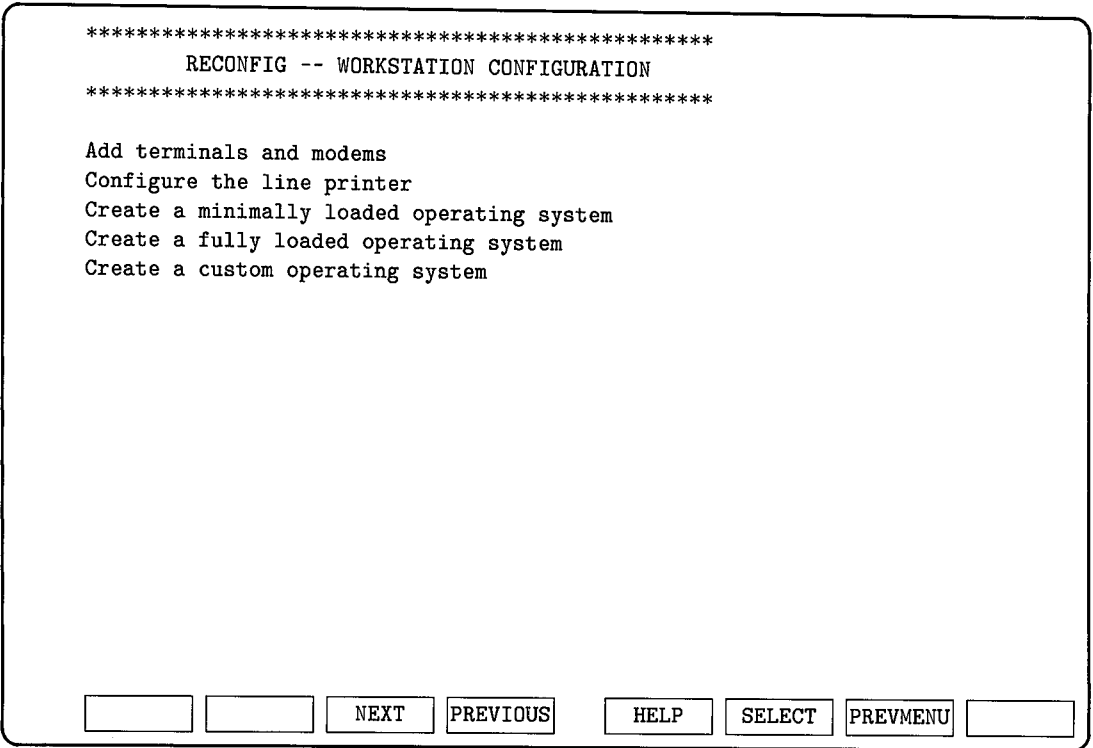 **************************************************
RECONFIG -- WORKSTATION CONFIGURATION
**************************************************
Add terminals and modems
Configure the line printer
Create a minimally loaded operating system
Create a fully loaded operating system
Create a custom operating system
NEXT PREVIOUS HELP SELECT PREVMENU